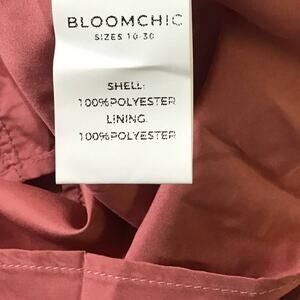 BLOOMCHIC
SIZES 10-30
SHELL:
100%POLYESTER
LINING:
100%POLYESTER